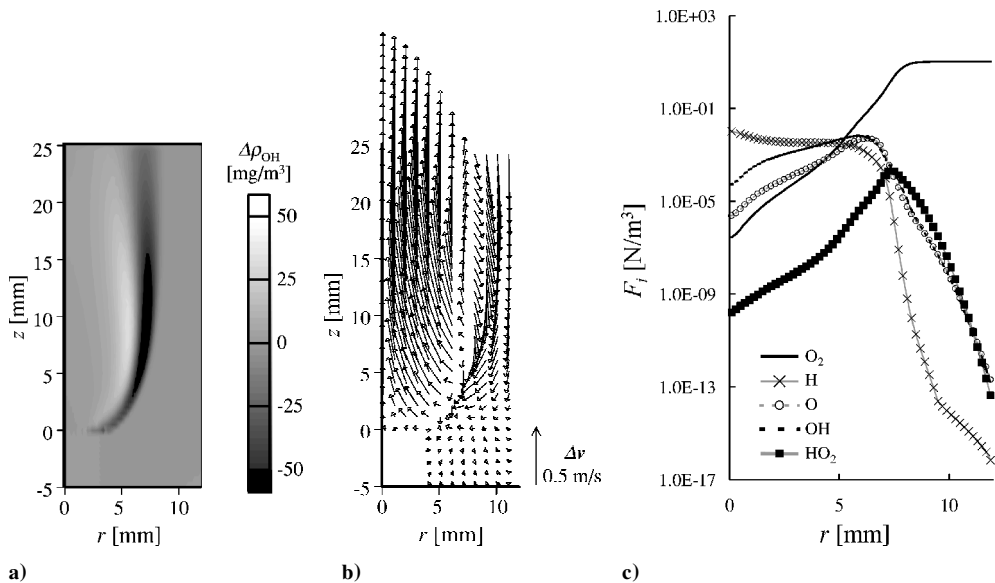 25
20
15
10
5
0
-5
z [mm]
0
5
10
r [mm]
Δρ_OH
[mg/m³]
50
25
0
-25
-50
a)
25
20
15
10
5
0
-5
z [mm]
0
5
10
r [mm]
Δv
0.5 m/s
b)
1.0E+03
1.0E-01
1.0E-05
1.0E-09
1.0E-13
1.0E-17
F_i [N/m³]
O₂
H
O
OH
HO₂
0
5
10
r [mm]
c)